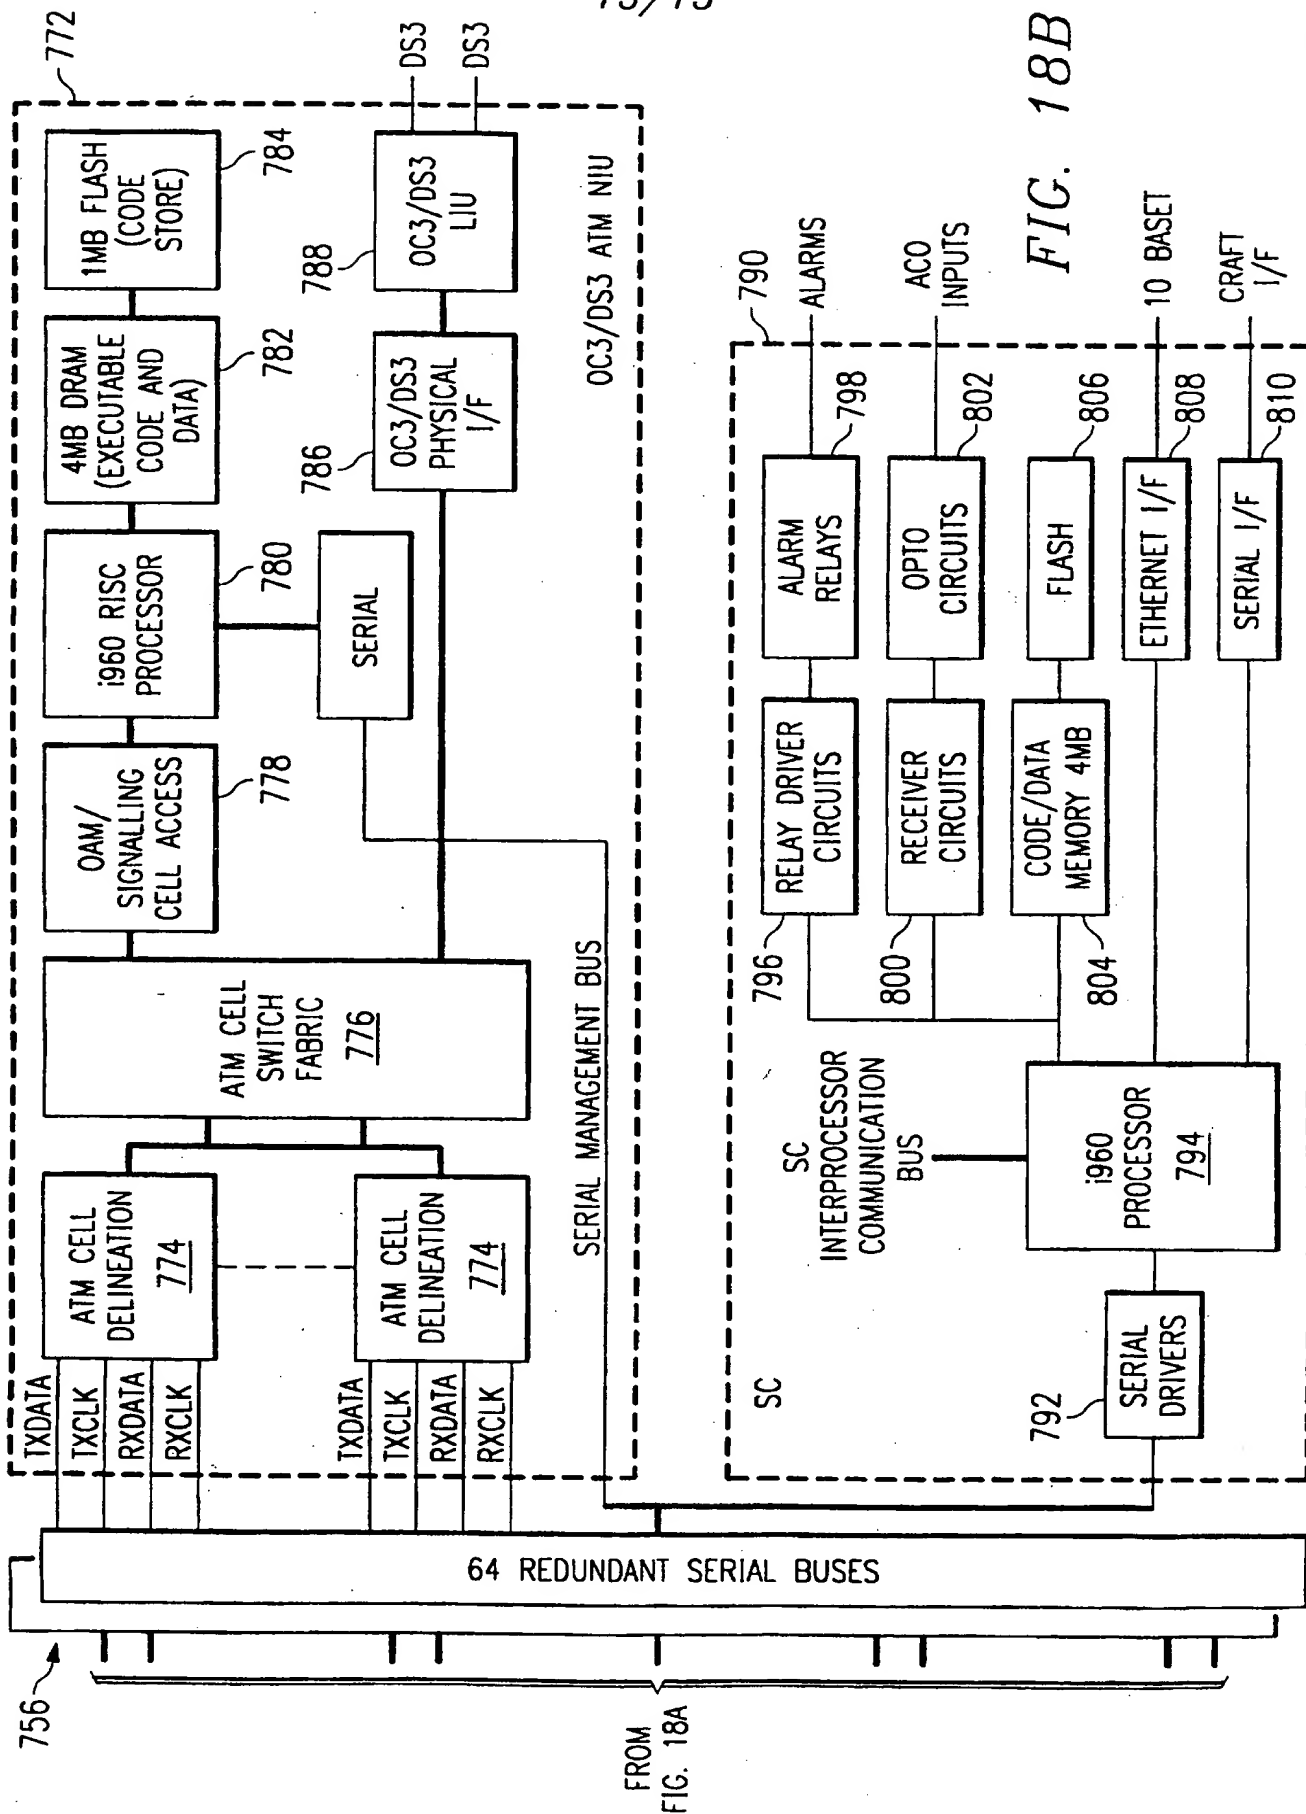 15/15
772
TXDATA
TXCLK
RXDATA
RXCLK
ATM CELL
DELINEATION
774
TXDATA
TXCLK
RXDATA
RXCLK
ATM CELL
DELINEATION
774
ATM CELL
SWITCH
FABRIC
776
OAM/
SIGNALLING
CELL ACCESS
778
i960 RISC
PROCESSOR
780
SERIAL
4MB DRAM
(EXECUTABLE
CODE AND
DATA)
782
1MB FLASH
(CODE
STORE)
784
786
OC3/DS3
PHYSICAL
I/F
788
OC3/DS3
LIU
DS3
DS3
OC3/DS3 ATM NIU
SERIAL MANAGEMENT BUS
756
64 REDUNDANT SERIAL BUSES
FROM
FIG. 18A
SC
790
792
SERIAL
DRIVERS
SC
INTERPROCESSOR
COMMUNICATION
BUS
i960
PROCESSOR
794
796
RELAY DRIVER
CIRCUITS
ALARM
RELAYS
798
ALARMS
800
RECEIVER
CIRCUITS
OPTO
CIRCUITS
802
ACO
INPUTS
804
CODE/DATA
MEMORY 4MB
FLASH
806
ETHERNET I/F
808
10 BASET
SERIAL I/F
810
CRAFT
I/F
FIG. 18B